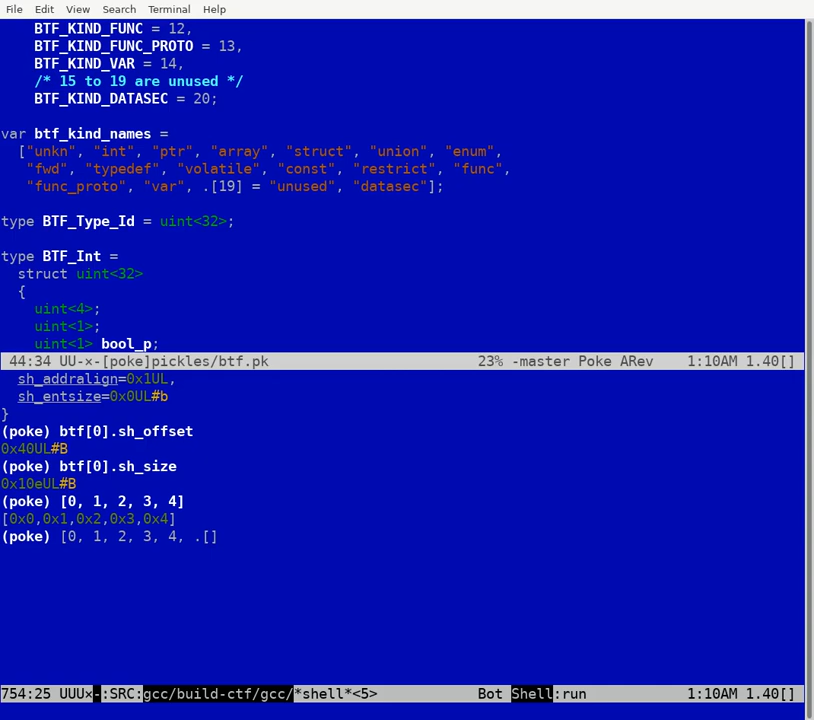 File Edit View Search Terminal Help
BTF_KIND_FUNC = 12,
BTF_KIND_FUNC_PROTO = 13,
BTF_KIND_VAR = 14,
/* 15 to 19 are unused */
BTF_KIND_DATASEC = 20;
var btf_kind_names =
["unkn", "int", "ptr", "array", "struct", "union", "enum",
"fwd", "typedef", "volatile", "const", "restrict", "func",
"func_proto", "var", .[19] = "unused", "datasec"];
type BTF_Type_Id = uint<32>;
type BTF_Int =
struct uint<32>
{
uint<4>;
uint<1>;
uint<1> bool_p;
44:34 UU-×-[poke]pickles/btf.pk 23% -master Poke ARev 1:10AM 1.40[]
sh_addralign=0x1UL,
sh_entsize=0x0UL#b
}
(poke) btf[0].sh_offset
0x40UL#B
(poke) btf[0].sh_size
0x10eUL#B
(poke) [0, 1, 2, 3, 4]
[0x0,0x1,0x2,0x3,0x4]
(poke) [0, 1, 2, 3, 4, .[]
754:25 UUU×-:SRC:gcc/build-ctf/gcc/*shell*<5> Bot Shell:run 1:10AM 1.40[]